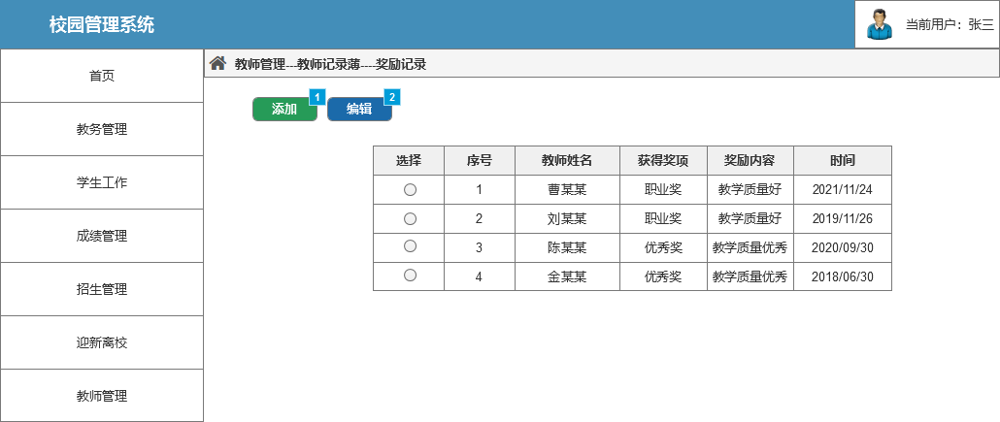 校园管理系统
当前用户：张三
首页
教务管理
学生工作
成绩管理
招生管理
迎新离校
教师管理
教师管理---教师记录薄----奖励记录
添加 1 编辑 2
选择 序号 教师姓名 获得奖项 奖励内容 时间
1 曹某某 职业奖 教学质量好 2021/11/24
2 刘某某 职业奖 教学质量好 2019/11/26
3 陈某某 优秀奖 教学质量优秀 2020/09/30
4 金某某 优秀奖 教学质量优秀 2018/06/30